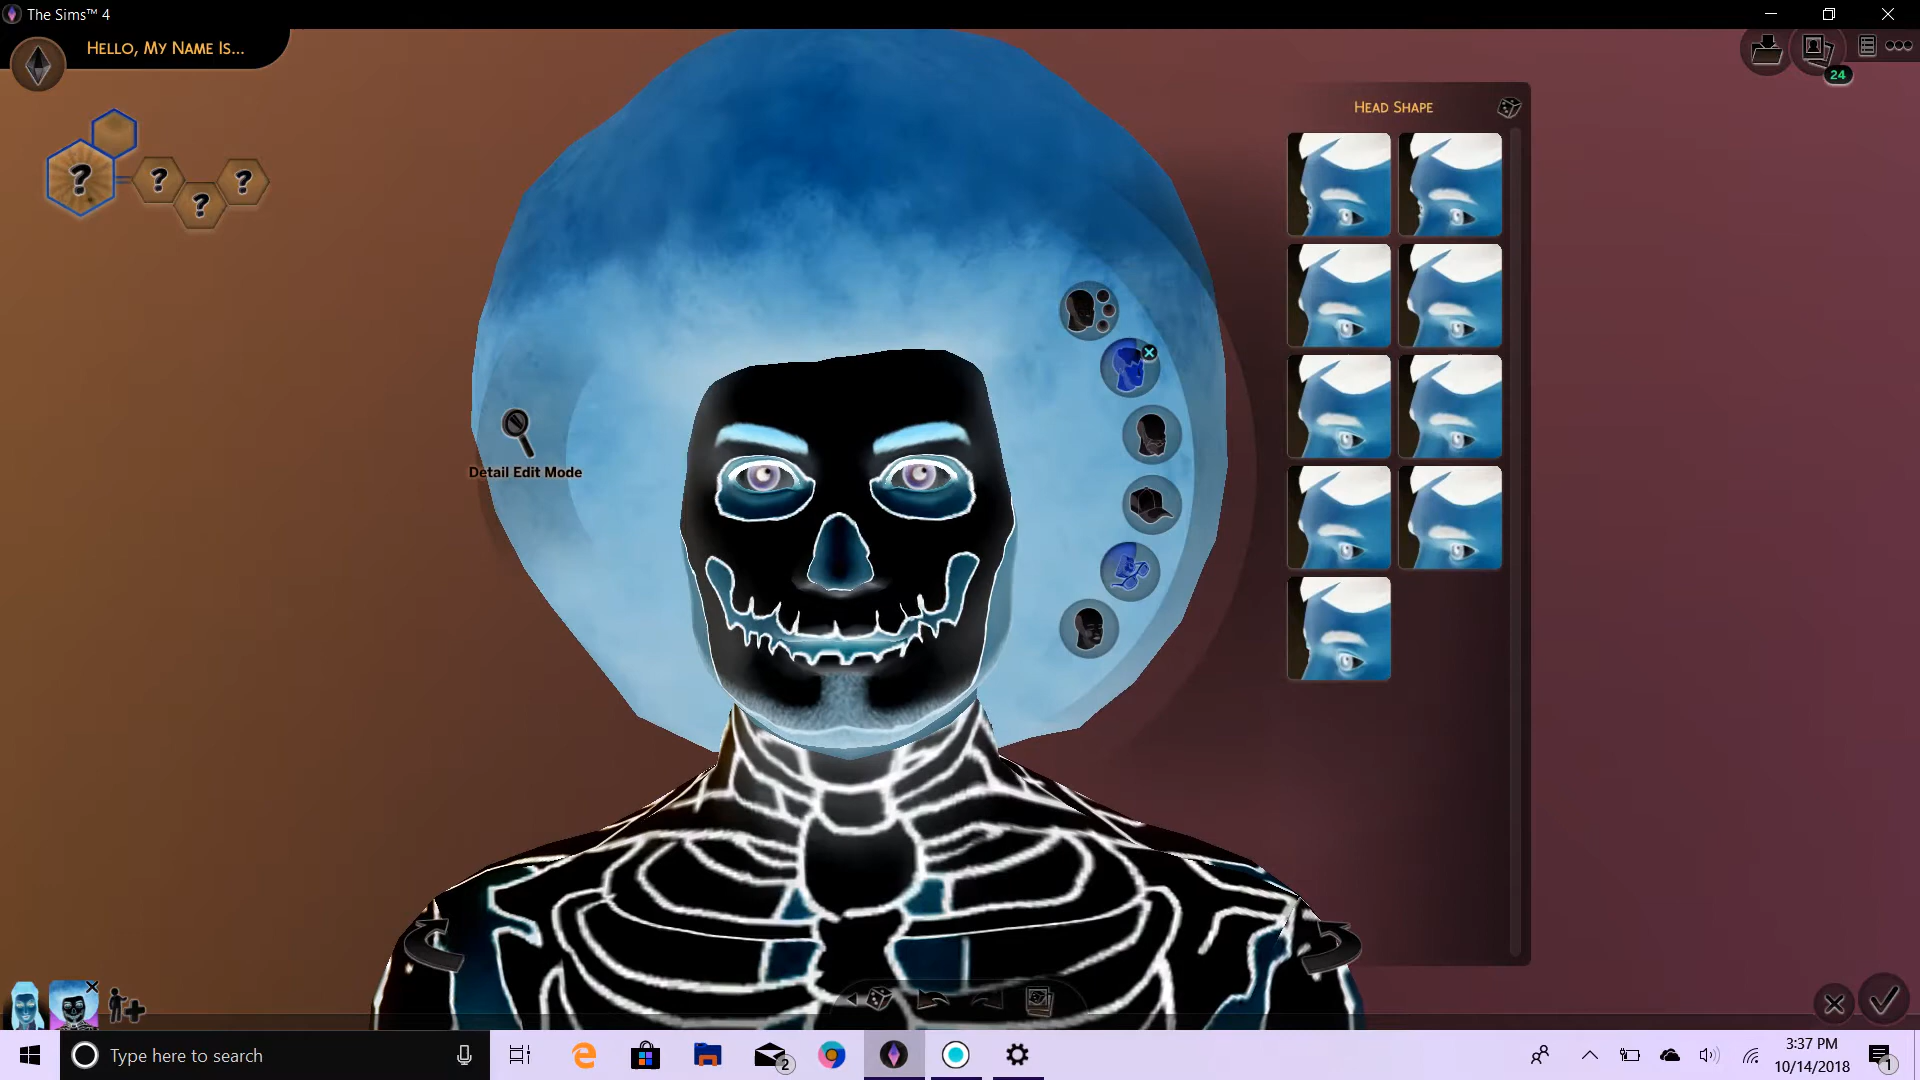 The Sims™ 4
Hello, My Name Is...
24
Head Shape
?
? ? ?
Detail Edit Mode
Type here to search
2
3:37 PM
10/14/2018
1